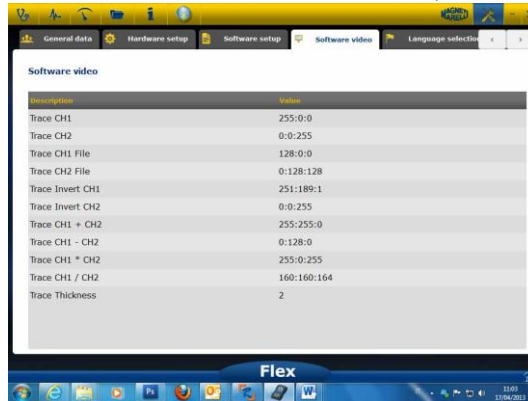 MAGNETI
MARELLI
General data
Hardware setup
Software setup
Software video
Language selection
Software video
Description Value
Trace CH1 255:0:0
Trace CH2 0:0:255
Trace CH1 File 128:0:0
Trace CH2 File 0:128:128
Trace Invert CH1 251:189:1
Trace Invert CH2 0:0:255
Trace CH1 + CH2 255:255:0
Trace CH1 - CH2 0:128:0
Trace CH1 * CH2 255:0:255
Trace CH1 / CH2 160:160:164
Trace Thickness 2
Flex
Ps
W
11:03
17/04/2013